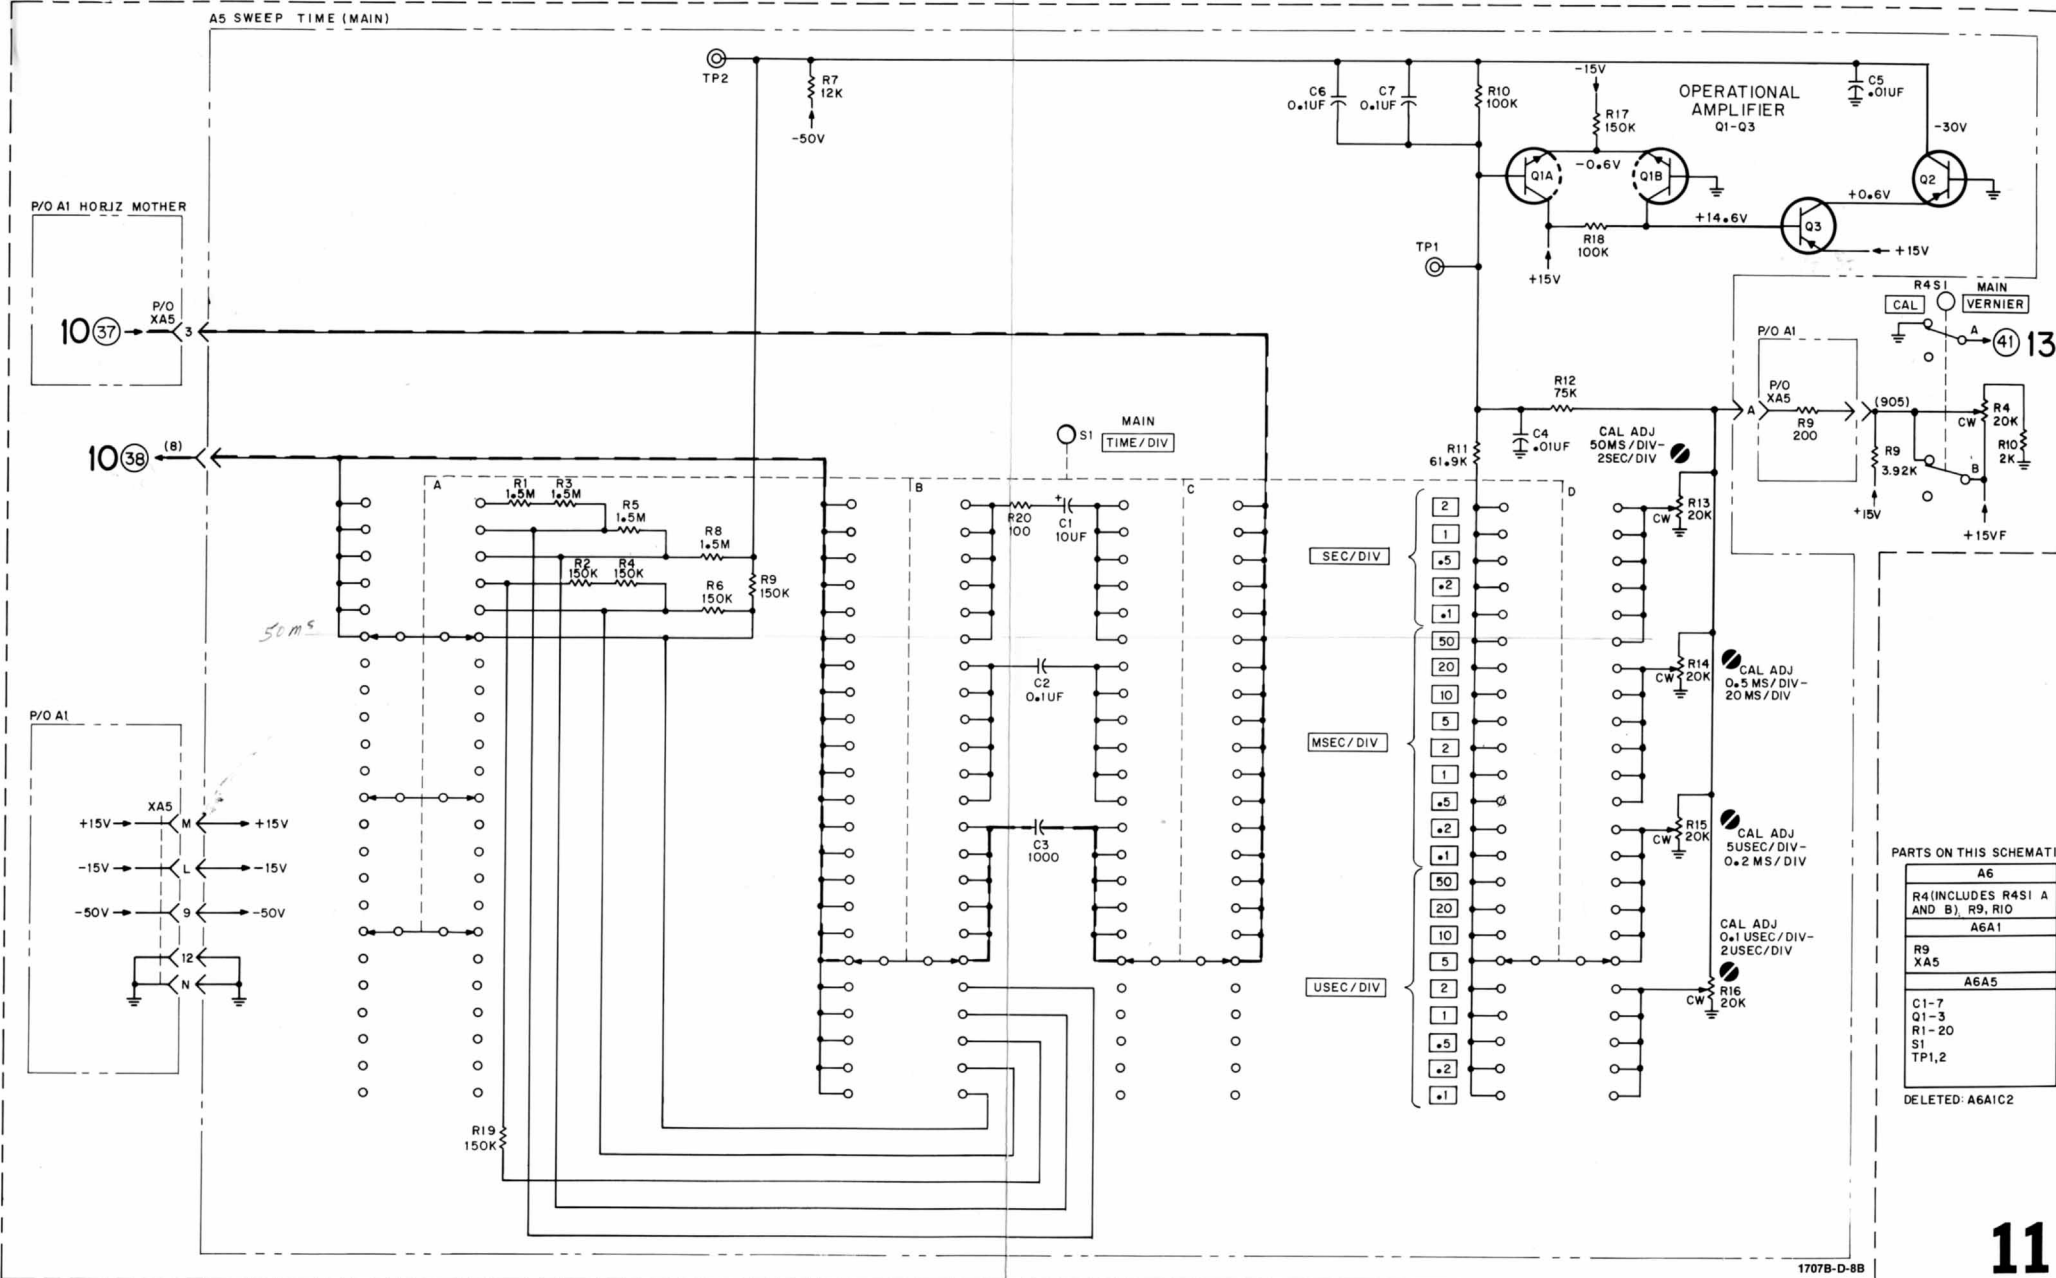 A5 SWEEP TIME (MAIN)
TP2
R7
12K
-50V
C6
0.1UF
C7
0.1UF
R10
100K
-15V
R17
150K
OPERATIONAL
AMPLIFIER
Q1-Q3
C5
.01UF
-30V
Q1A
-0.6V
Q1B
Q2
+0.6V
+14.6V
Q3
+15V
R18
100K
+15V
TP1
P/O A1 HORIZ MOTHER
P/O
XA5
10 37
3
10 38
(8)
R4S1
CAL
MAIN
VERNIER
A
41 13
P/O A1
P/O
XA5
A
R9
200
(905)
CW
R4
20K
R10
2K
R9
3.92K
B
+15V
+15VF
R12
75K
C4
.01UF
R11
61.9K
CAL ADJ
50MS/DIV-
2SEC/DIV
S1
MAIN
TIME/DIV
A
B
C
D
R1
1.5M
R3
1.5M
R5
1.5M
R8
1.5M
R2
150K
R4
150K
R6
150K
R9
150K
R20
100
+
C1
10UF
C2
0.1UF
C3
1000
50 ms
SEC/DIV
2
1
.5
.2
.1
MSEC/DIV
50
20
10
5
2
1
.5
.2
.1
USEC/DIV
50
20
10
5
2
1
.5
.2
.1
CW
R13
20K
CW
R14
20K
CAL ADJ
0.5 MS/DIV-
20 MS/DIV
CW
R15
20K
CAL ADJ
5USEC/DIV-
0.2 MS/DIV
CAL ADJ
0.1 USEC/DIV-
2USEC/DIV
CW
R16
20K
P/O A1
XA5
+15V
M
+15V
-15V
L
-15V
-50V
9
-50V
12
N
R19
150K
PARTS ON THIS SCHEMATI
A6
R4(INCLUDES R4S1 A
AND B), R9, R10
A6A1
R9
XA5
A6A5
C1-7
Q1-3
R1-20
S1
TP1,2
DELETED: A6A1C2
11
1707B-D-8B